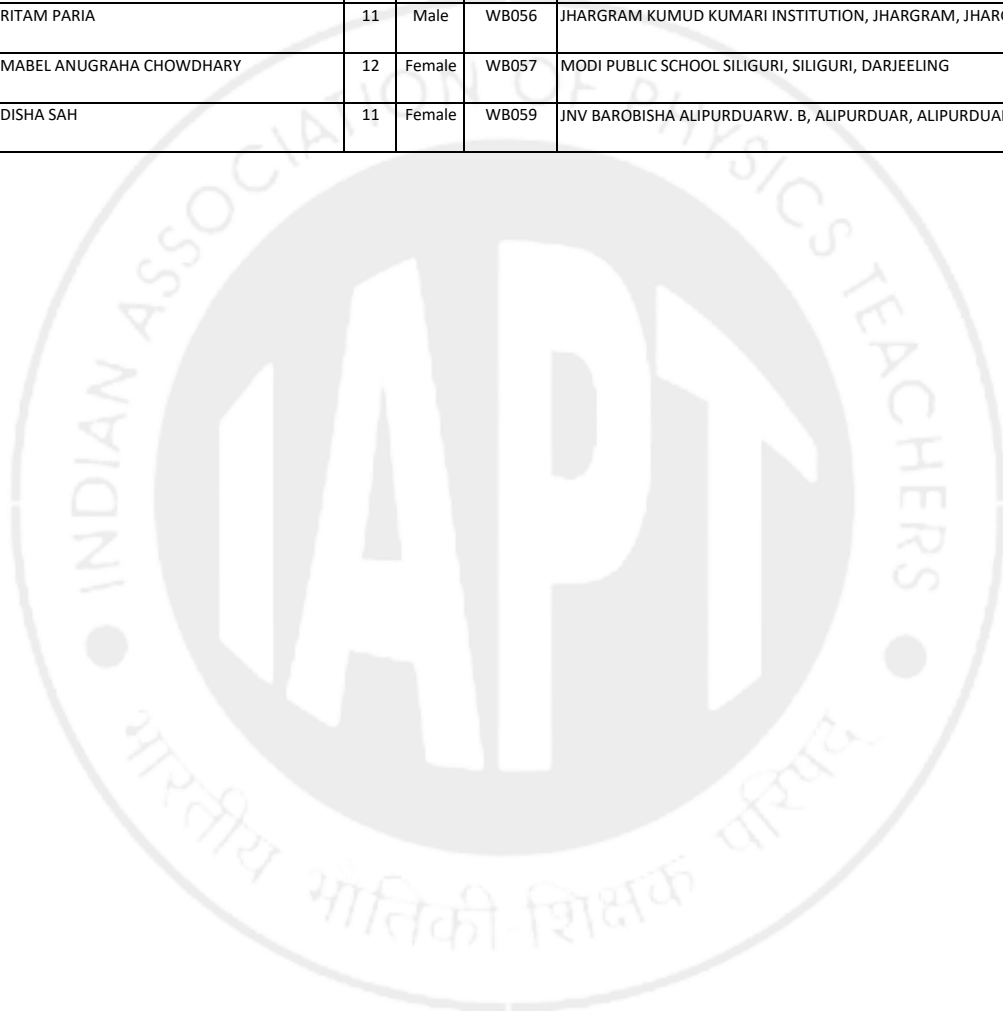 RITAM PARIA 11 Male WB056 JHARGRAM KUMUD KUMARI INSTITUTION, JHARGRAM,
MABEL ANUGRAHA CHOWDHARY 12 Female WB057 MODI PUBLIC SCHOOL SILIGURI, SILIGURI, DARJEELING
DISHA SAH 11 Female WB059 JNV BAROBISHA ALIPURDUARW. B, ALIPURDUAR,
INDIAN ASSOCIATION OF PHYSICS TEACHERS
IAPT
भारतीय भौतिकी-शिक्षक परिषद्